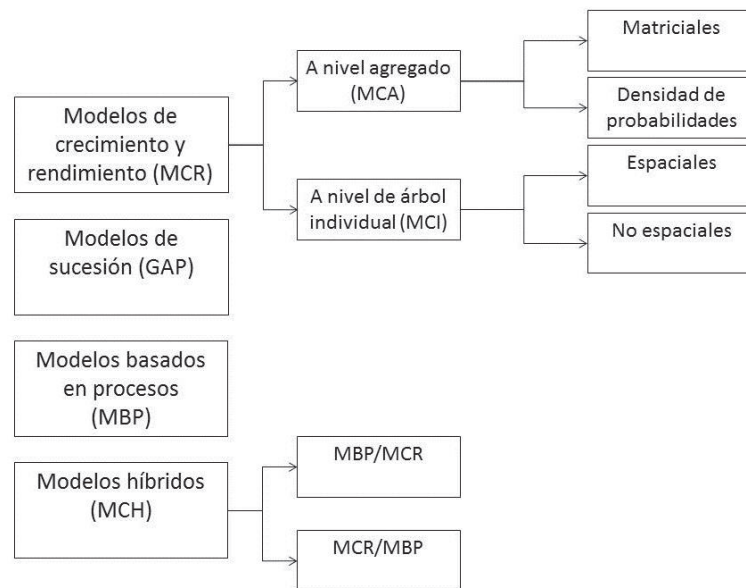 Modelos de
crecimiento y
rendimiento (MCR)
A nivel agregado
(MCA)
Matriciales
Densidad de
probabilidades
A nivel de árbol
individual (MCI)
Espaciales
No espaciales
Modelos de
sucesión (GAP)
Modelos basados
en procesos
(MBP)
Modelos híbridos
(MCH)
MBP/MCR
MCR/MBP